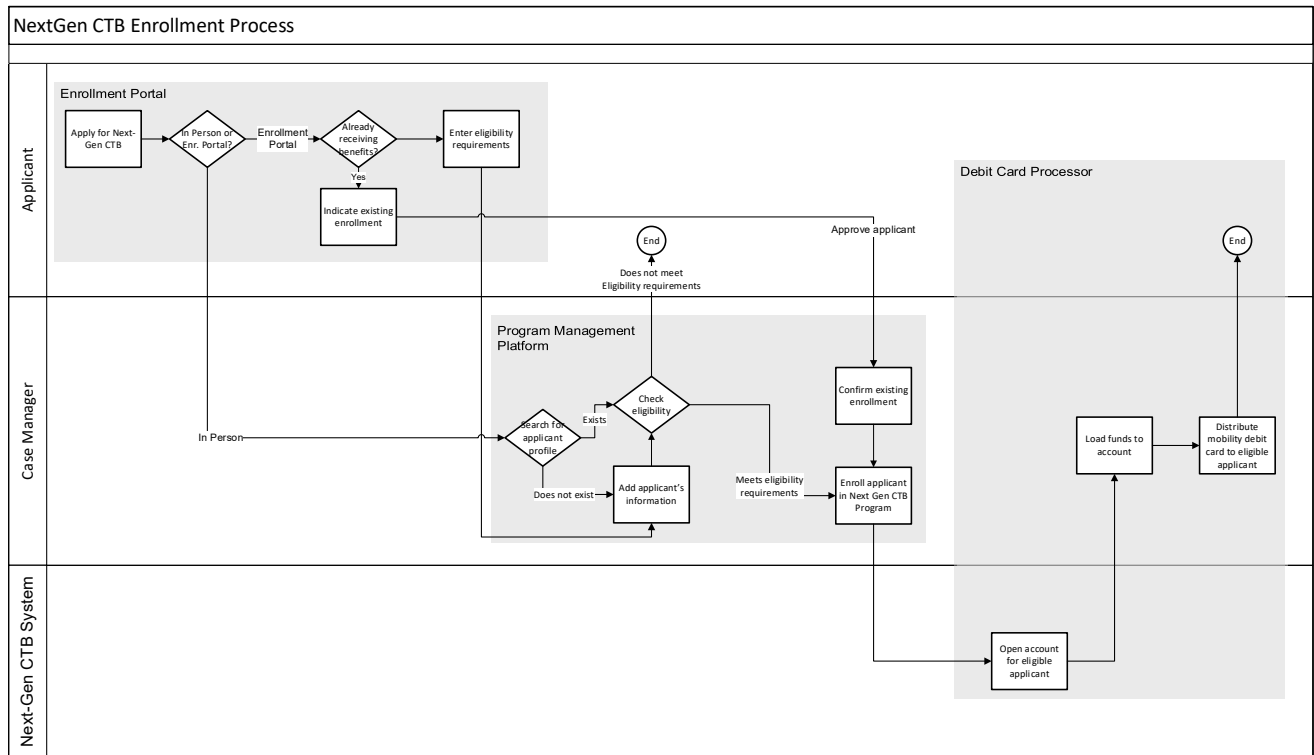 NextGen CTB Enrollment Process
Applicant
Enrollment Portal
Apply for Next-
Gen CTB
In Person or
Enr. Portal?
Enrollment
Portal
Already
receiving
benefits?
Enter eligibility
requirements
Yes
Indicate existing
enrollment
Approve applicant
End
Does not meet
Eligibility requirements
Debit Card Processor
End
Case Manager
Program Management
Platform
In Person
Search for
applicant
profile
Exists
Does not exist
Check
eligibility
Add applicant's
information
Meets eligibility
requirements
Confirm existing
enrollment
Enroll applicant
in Next Gen CTB
Program
Load funds to
account
Distribute
mobility debit
card to eligible
applicant
Next-Gen CTB System
Open account
for eligible
applicant